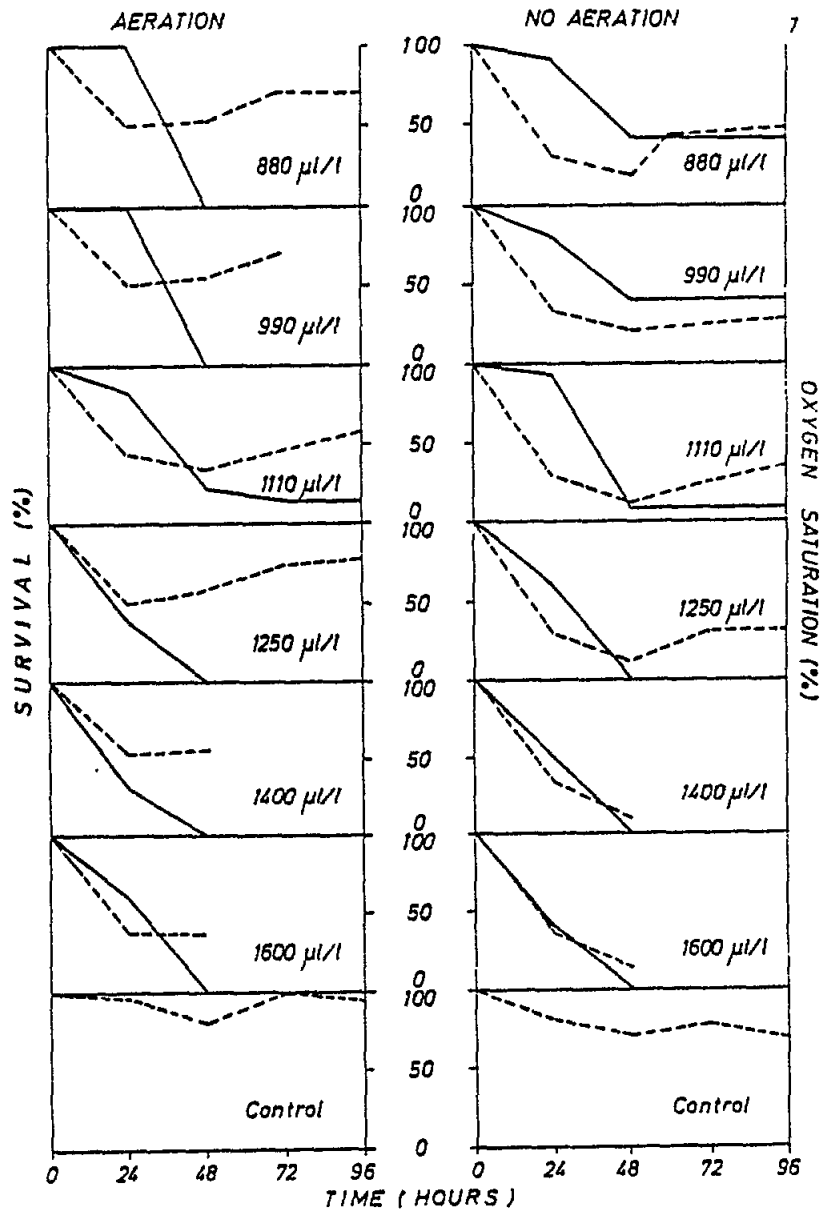 AERATION
NO AERATION
7
100
50
0
880 µl/l
880 µl/l
100
50
0
990 µl/l
990 µl/l
100
50
0
1110 µl/l
1110 µl/l
100
50
0
1250 µl/l
1250 µl/l
100
50
0
1400 µl/l
1400 µl/l
100
50
0
1600 µl/l
1600 µl/l
100
50
0
Control
Control
SURVIVAL (%)
OXYGEN SATURATION (%)
0 24 48 72 96
0 24 48 72 96
TIME (HOURS)